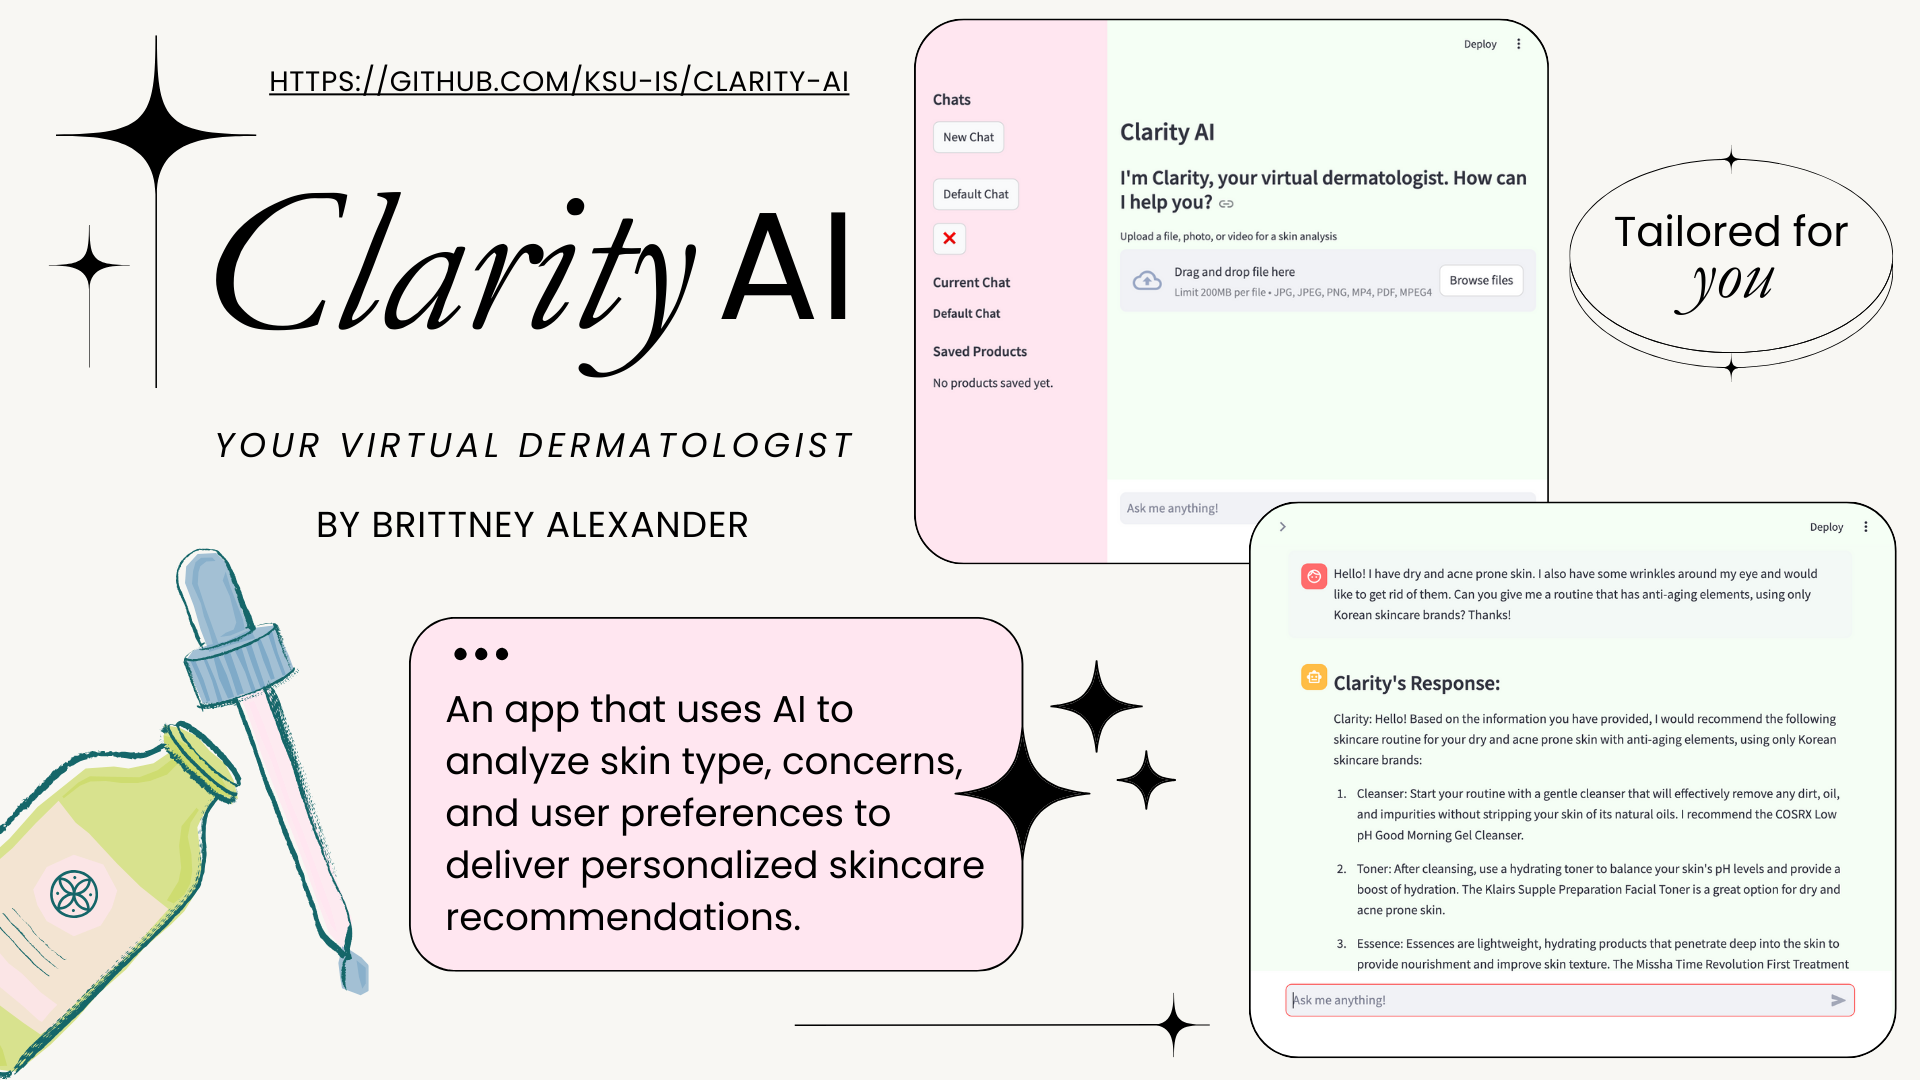 HTTPS://GITHUB.COM/KSU-IS/CLARITY-AI
Clarity AI
YOUR VIRTUAL DERMATOLOGIST
BY BRITTNEY ALEXANDER
An app that uses AI to
analyze skin type, concerns,
and user preferences to
deliver personalized skincare
recommendations.
Deploy
Chats
New Chat
Default Chat
Current Chat
Default Chat
Saved Products
No products saved yet.
Clarity AI
I'm Clarity, your virtual dermatologist. How can
I help you?
Upload a file, photo, or video for a skin analysis
Drag and drop file here
Limit 200MB per file • JPG, JPEG, PNG, MP4, PDF, MPEG4
Browse files
Ask me anything!
Tailored for
you
Deploy
Hello! I have dry and acne prone skin. I also have some wrinkles around my eye and would
like to get rid of them. Can you give me a routine that has anti-aging elements, using only
Korean skincare brands? Thanks!
Clarity's Response:
Clarity: Hello! Based on the information you have provided, I would recommend the following
skincare routine for your dry and acne prone skin with anti-aging elements, using only Korean
skincare brands:
1. Cleanser: Start your routine with a gentle cleanser that will effectively remove any dirt, oil,
and impurities without stripping your skin of its natural oils. I recommend the COSRX Low
pH Good Morning Gel Cleanser.
2. Toner: After cleansing, use a hydrating toner to balance your skin's pH levels and provide a
boost of hydration. The Klairs Supple Preparation Facial Toner is a great option for dry and
acne prone skin.
3. Essence: Essences are lightweight, hydrating products that penetrate deep into the skin to
provide nourishment and improve skin texture. The Missha Time Revolution First Treatment
Ask me anything!